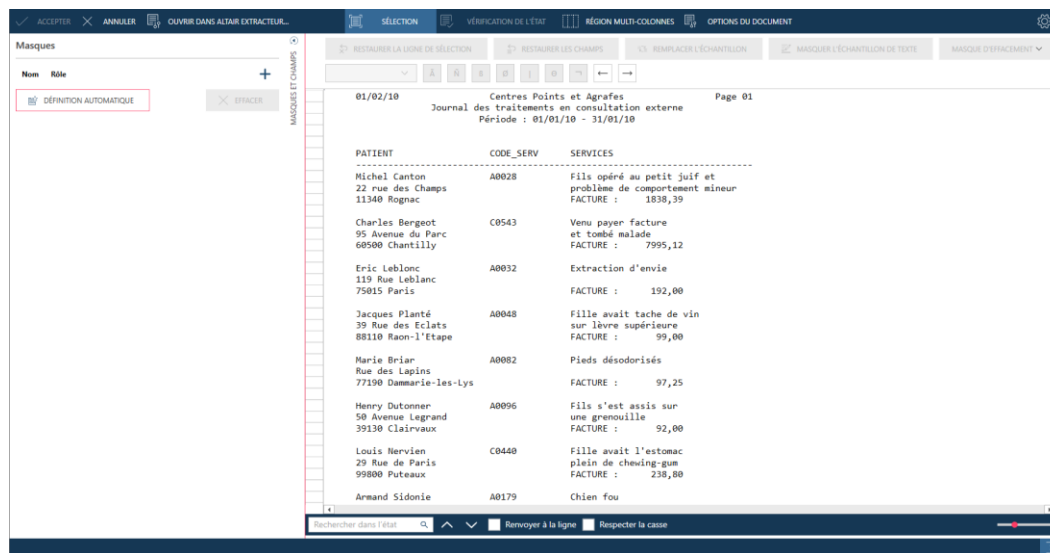 ACCEPTER ANNULER OUVRIR DANS ALTAIR EXTRACTEUR... SÉLECTION VÉRIFICATION DE L'ÉTAT RÉGION MULTI-COLONNES OPTIONS DU DOCUMENT
Masques
Nom Rôle
DÉFINITION AUTOMATIQUE EFFACER
MASQUES ET CHAMPS
RESTAURER LA LIGNE DE SÉLECTION RESTAURER LES CHAMPS REMPLACER L'ÉCHANTILLON MASQUER L'ÉCHANTILLON DE TEXTE MASQUE D'EFFACEMENT
01/02/10 Centres Points et Agrafes Page 01
Journal des traitements en consultation externe
Période : 01/01/10 - 31/01/10
PATIENT CODE_SERV SERVICES
Michel Canton A0028 Fils opéré au petit juif et
22 rue des Champs problème de comportement mineur
11340 Rognac FACTURE : 1838,39
Charles Bergeot C0543 Venu payer facture
95 Avenue du Parc et tombé malade
60500 Chantilly FACTURE : 7995,12
Eric Leblonc A0032 Extraction d'envie
119 Rue Leblanc
75015 Paris FACTURE : 192,00
Jacques Planté A0048 Fille avait tache de vin
39 Rue des Eclats sur lèvre supérieure
88110 Raon-l'Etape FACTURE : 99,00
Marie Briar A0082 Pieds désodorisés
Rue des Lapins
77190 Dammarie-les-Lys FACTURE : 97,25
Henry Dutonner A0096 Fils s'est assis sur
50 Avenue Legrand une grenouille
39130 Clairvaux FACTURE : 92,00
Louis Nervien C0440 Fille avait l'estomac
29 Rue de Paris plein de chewing-gum
99800 Puteaux FACTURE : 238,80
Armand Sidonie A0179 Chien fou
Rechercher dans l'état Renvoyer à la ligne Respecter la casse